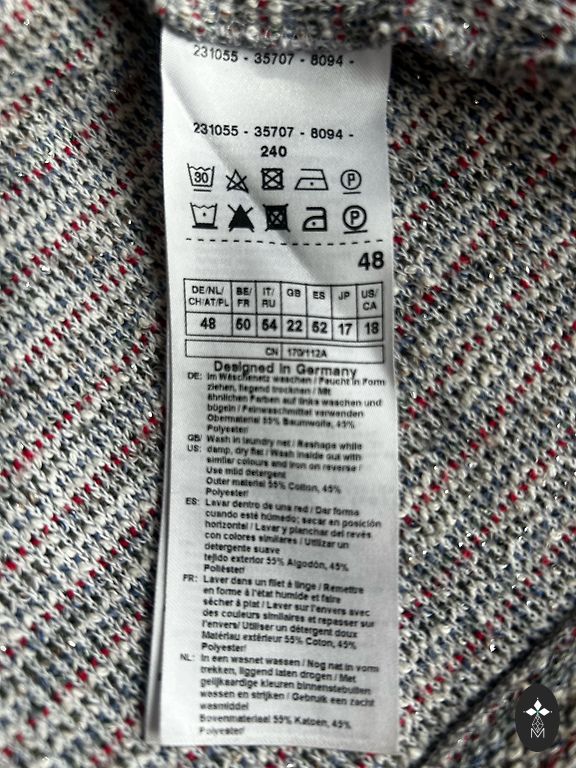 231055 - 35707 - 8094 -
231055 - 35707 - 8094 -
240
30 P
P
48
DE/NL/ CH/AT/PL BE/ FR IT/ RU GB ES JP US/ CA
48 50 54 22 52 17 18
CN 170/112A
Designed in Germany
DE: Im Wäschenetz waschen / Feucht in Form
ziehen, liegend trocknen / Mit
ähnlichen Farben auf links waschen und
bügeln / Feinwaschmittel verwenden
Obermaterial 55% Baumwolle, 45%
Polyester/
GB/ Wash in laundry net / Reshape while
US: damp, dry flat / Wash inside out with
similar colours and iron on reverse /
Use mild detergent
Outer material 55% Cotton, 45%
Polyester/
ES: Lavar dentro de una red / Dar forma
cuando esté húmedo; secar en posición
horizontal / Lavar y planchar del revés
con colores similares / Utilizar un
detergente suave
tejido exterior 55% Algodón, 45%
Poliéster/
FR: Laver dans un filet à linge / Remettre
en forme à l'état humide et faire
sécher à plat / Laver sur l'envers avec
des couleurs similaires et repasser sur
l'envers/ Utiliser un détergent doux
Matériau extérieur 55% Coton, 45%
Polyester/
NL: In een wasnet wassen / Nog nat in vorm
trekken, liggend laten drogen / Met
gelijkaardige kleuren binnenstebuiten
wassen en strijken / Gebruik een zacht
wasmiddel
Bovenmateriaal 55% Katoen, 45%
Polyester/
M